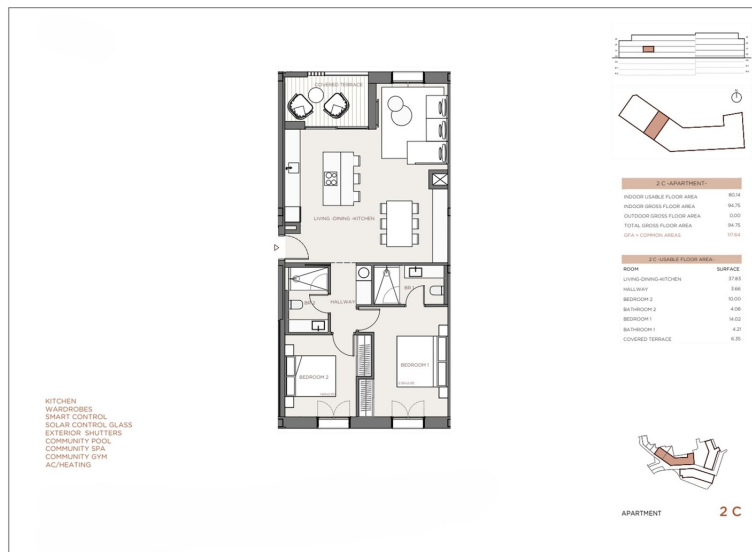 COVERED TERRACE
LIVING-DINING-KITCHEN
HALLWAY
BR 2
BR 1
BEDROOM 2
BEDROOM 1
KITCHEN
WARDROBES
SMART CONTROL
SOLAR CONTROL GLASS
EXTERIOR SHUTTERS
COMMUNITY POOL
COMMUNITY SPA
COMMUNITY GYM
AC/HEATING
2 C -APARTMENT-
INDOOR USABLE FLOOR AREA 80.14
INDOOR GROSS FLOOR AREA 94.75
OUTDOOR GROSS FLOOR AREA 0.00
TOTAL GROSS FLOOR AREA 94.75
GFA + COMMON AREAS 117.64
2 C -USABLE FLOOR AREA-
ROOM SURFACE
LIVING-DINING-KITCHEN 37.83
HALLWAY 3.66
BEDROOM 2 10.00
BATHROOM 2 4.08
BEDROOM 1 14.02
BATHROOM 1 4.21
COVERED TERRACE 6.35
APARTMENT 2 C